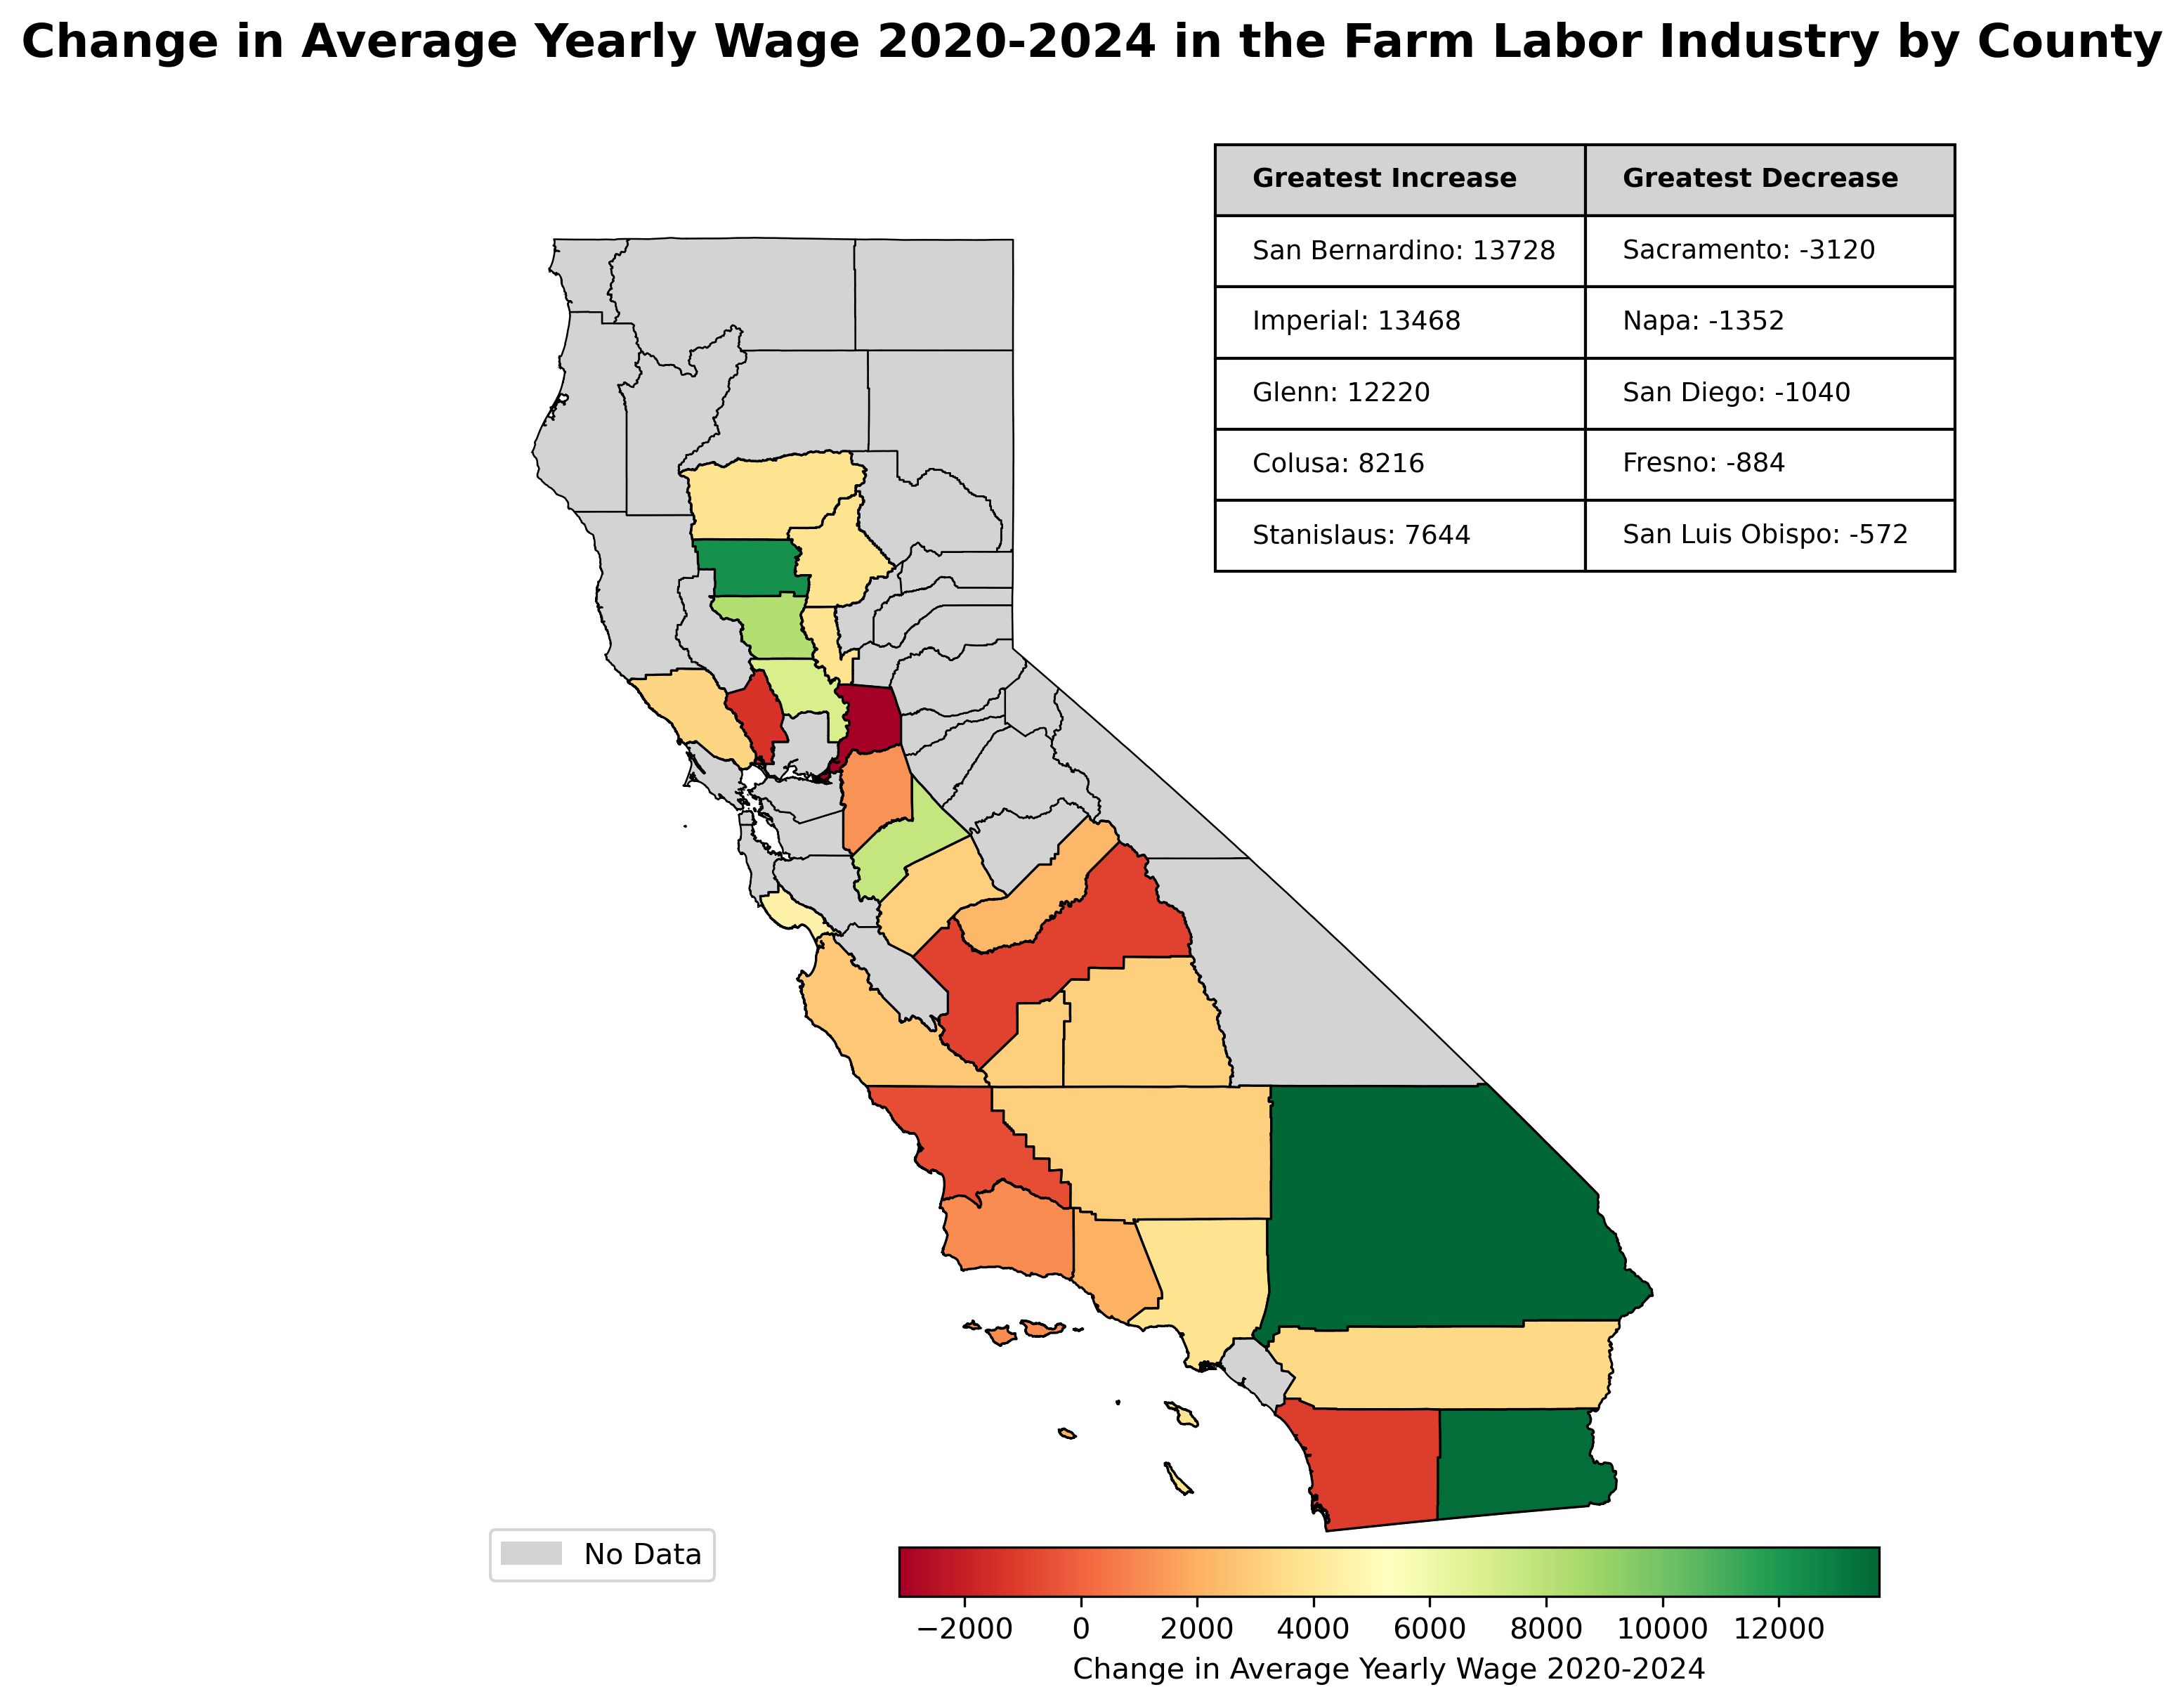 Change in Average Yearly Wage 2020-2024 in the Farm Labor Industry by County
Greatest Increase Greatest Decrease
San Bernardino: 13728 Sacramento: -3120
Imperial: 13468 Napa: -1352
Glenn: 12220 San Diego: -1040
Colusa: 8216 Fresno: -884
Stanislaus: 7644 San Luis Obispo: -572
No Data
−2000 0 2000 4000 6000 8000 10000 12000
Change in Average Yearly Wage 2020-2024